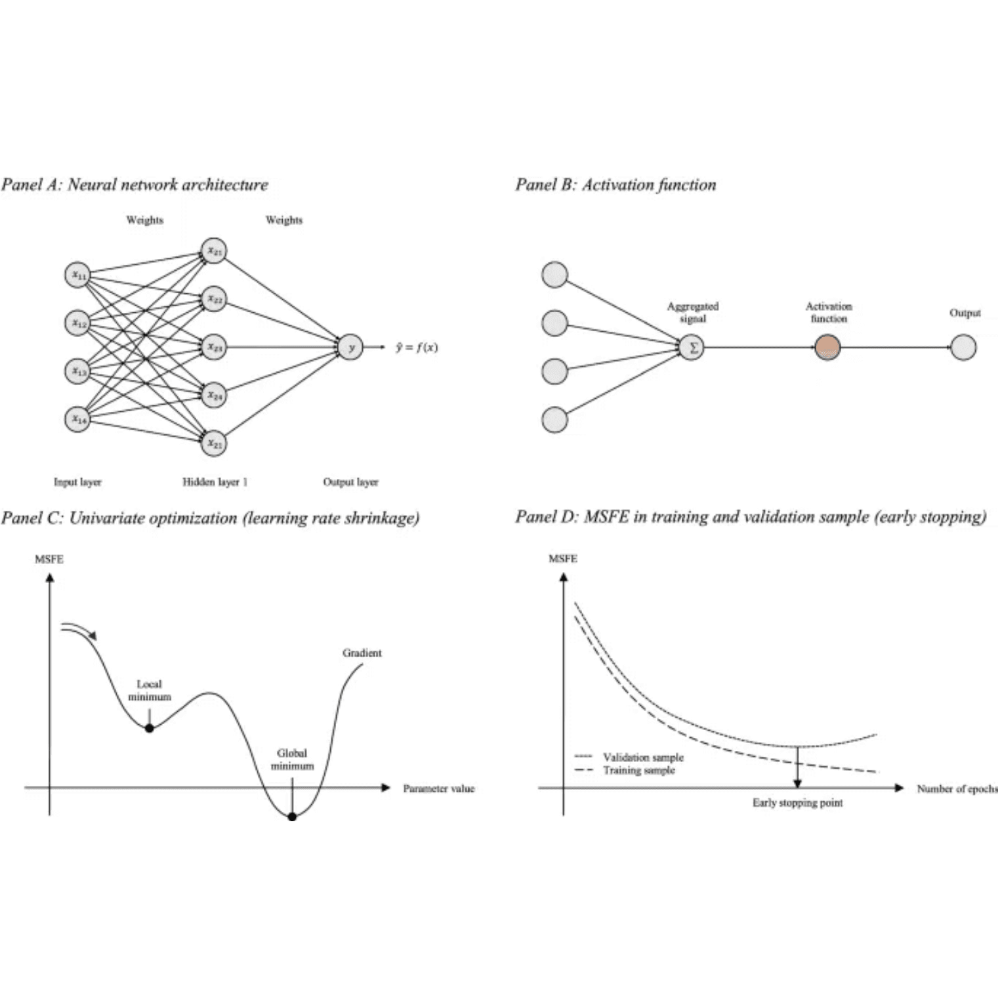 Panel A: Neural network architecture
Weights
Weights
x21
x11
x22
x12
x23
y
ŷ = f(x)
x13
x24
x14
x21
Input layer
Hidden layer 1
Output layer
Panel B: Activation function
Aggregated
signal
Activation
function
Output
Σ
Panel C: Univariate optimization (learning rate shrinkage)
MSFE
Gradient
Local
minimum
Global
minimum
Parameter value
Panel D: MSFE in training and validation sample (early stopping)
MSFE
Validation sample
Training sample
Number of epochs
Early stopping point